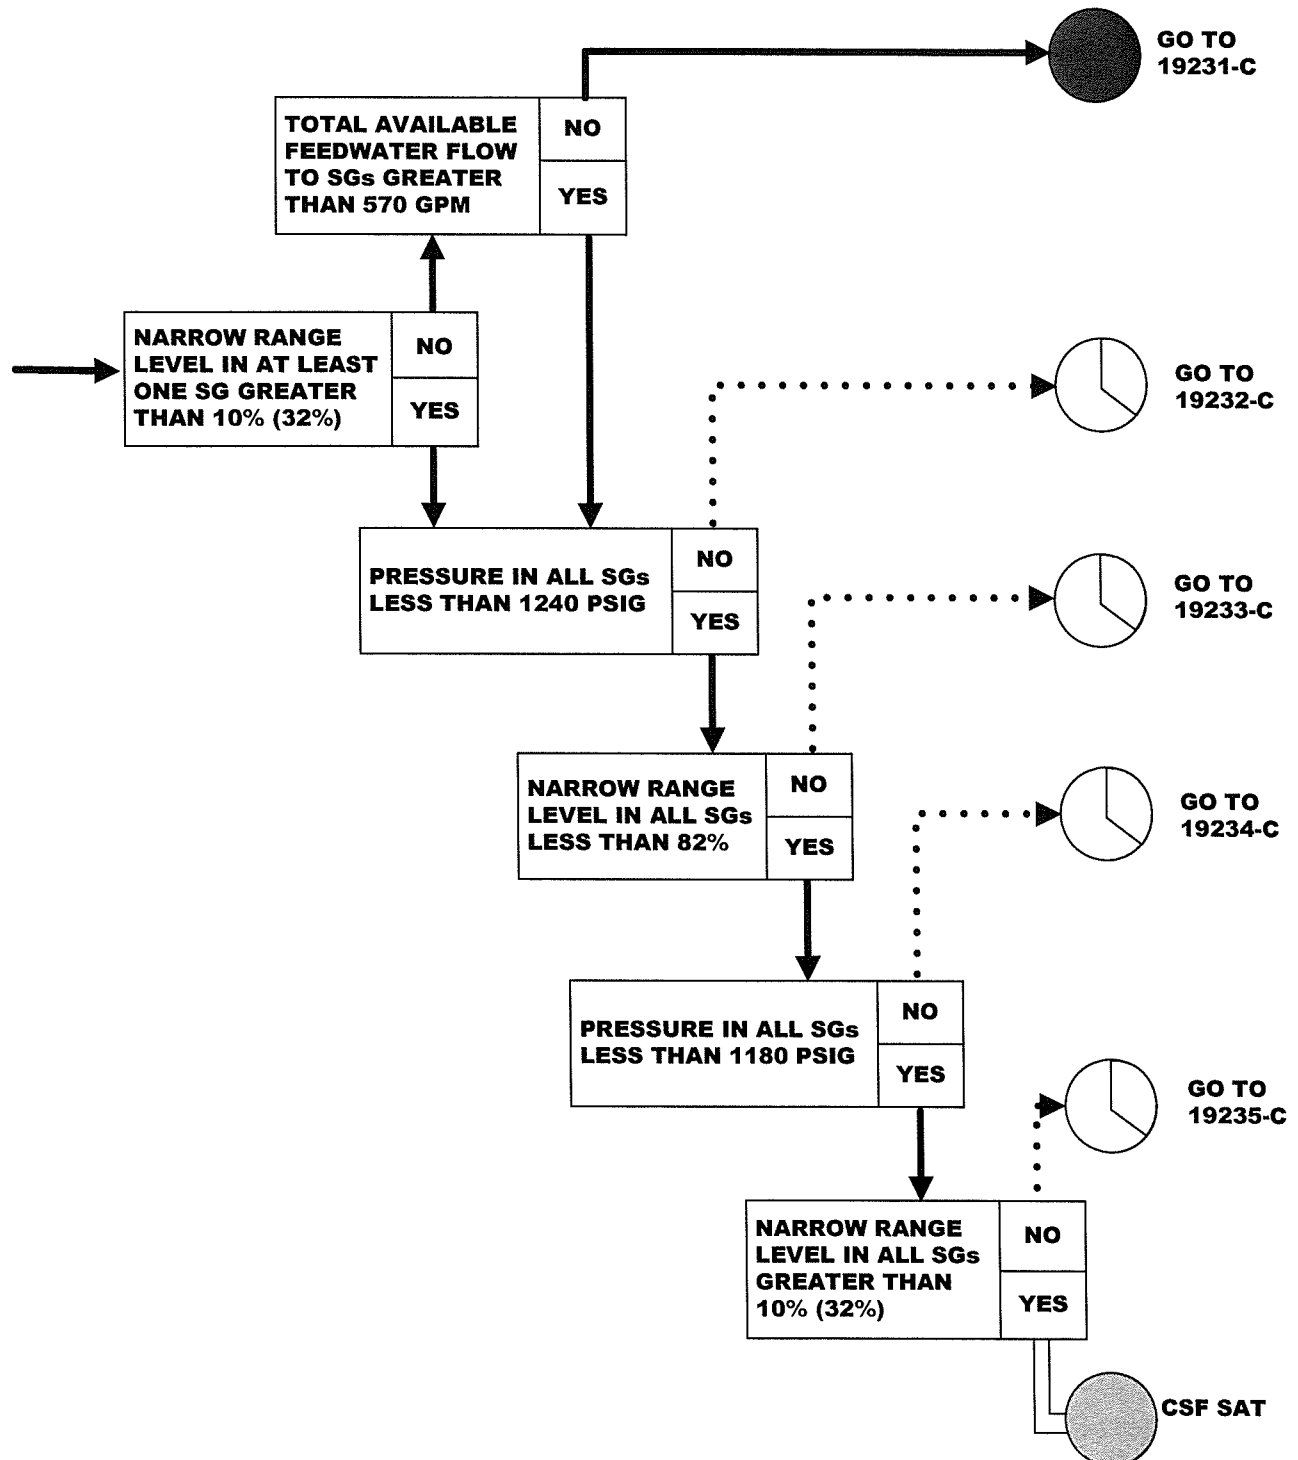 GO TO
19231-C
TOTAL AVAILABLE
FEEDWATER FLOW
TO SGs GREATER
THAN 570 GPM
NO
YES
NARROW RANGE
LEVEL IN AT LEAST
ONE SG GREATER
THAN 10% (32%)
NO
YES
GO TO
19232-C
PRESSURE IN ALL SGs
LESS THAN 1240 PSIG
NO
YES
GO TO
19233-C
NARROW RANGE
LEVEL IN ALL SGs
LESS THAN 82%
NO
YES
GO TO
19234-C
PRESSURE IN ALL SGs
LESS THAN 1180 PSIG
NO
YES
GO TO
19235-C
NARROW RANGE
LEVEL IN ALL SGs
GREATER THAN
10% (32%)
NO
YES
CSF SAT